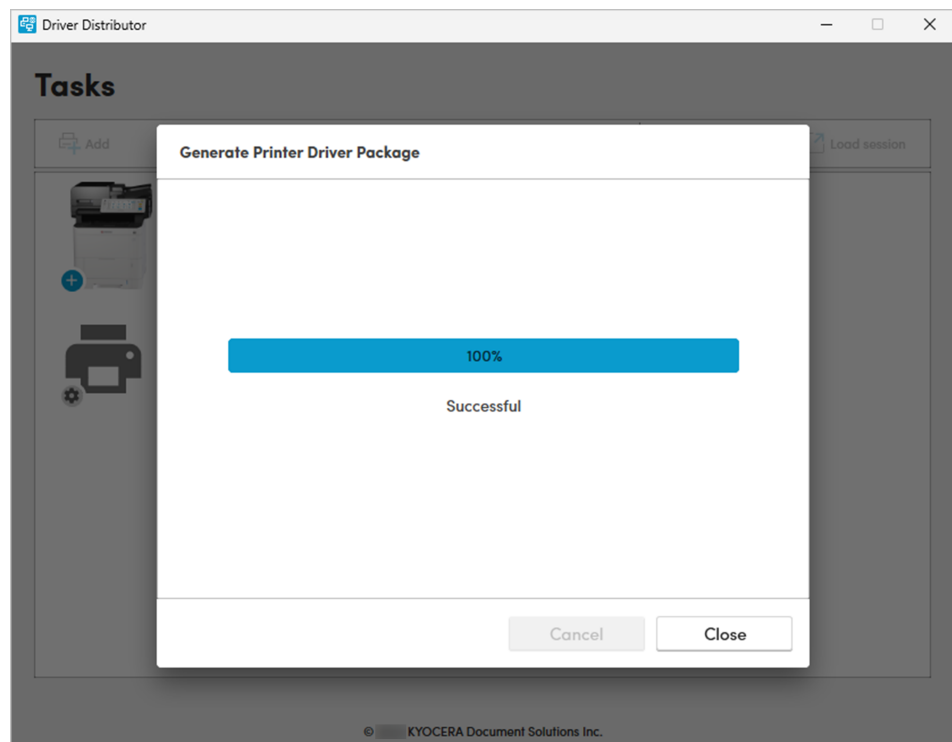 Driver Distributor
Tasks
Add
Load session
Generate Printer Driver Package
100%
Successful
Cancel
Close
© KYOCERA Document Solutions Inc.